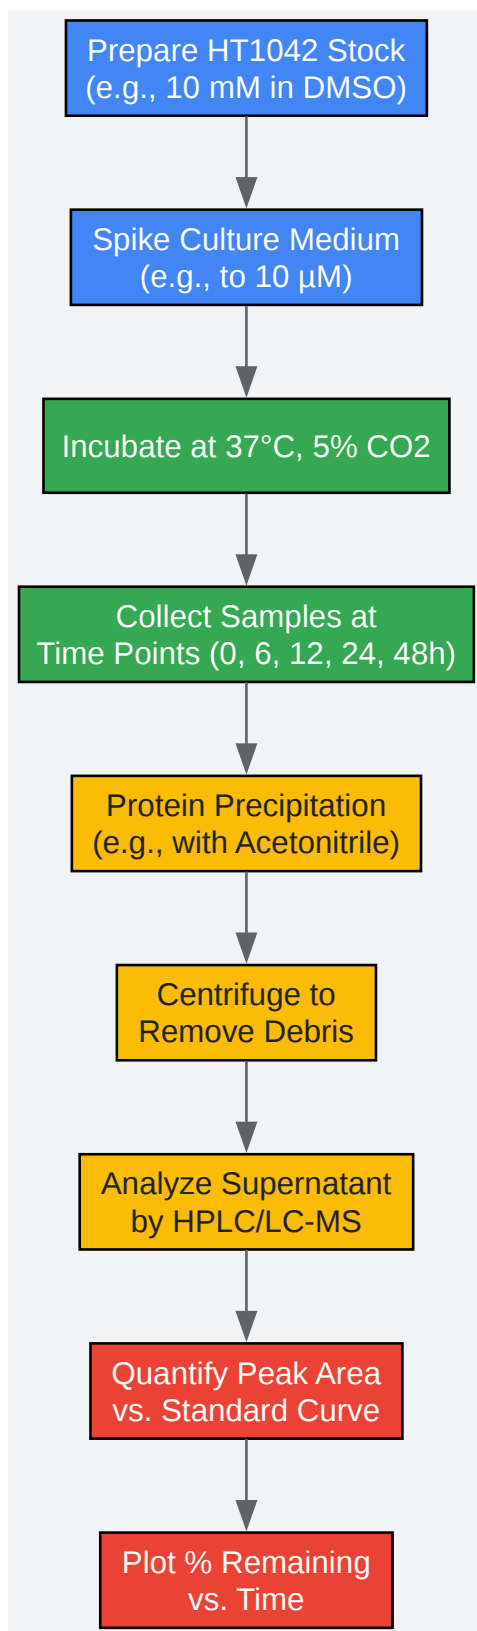 Prepare HT1042 Stock
(e.g., 10 mM in DMSO)
Spike Culture Medium
(e.g., to 10 µM)
Incubate at 37°C, 5% CO2
Collect Samples at
Time Points (0, 6, 12, 24, 48h)
Protein Precipitation
(e.g., with Acetonitrile)
Centrifuge to
Remove Debris
Analyze Supernatant
by HPLC/LC-MS
Quantify Peak Area
vs. Standard Curve
Plot % Remaining
vs. Time